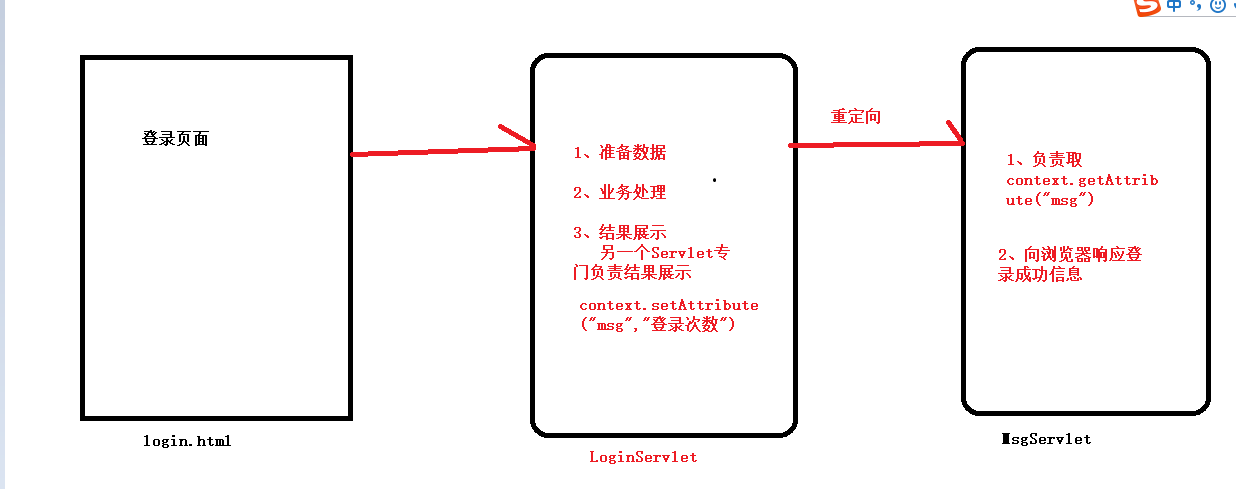 中
登录页面
login.html
1、准备数据
2、业务处理
3、结果展示
另一个Servlet专
门负责结果展示
context.setAttribute
("msg","登录次数")
LoginServlet
重定向
1、负责取
context.getAttrib
ute("msg")
2、向浏览器响应登
录成功信息
MsgServlet